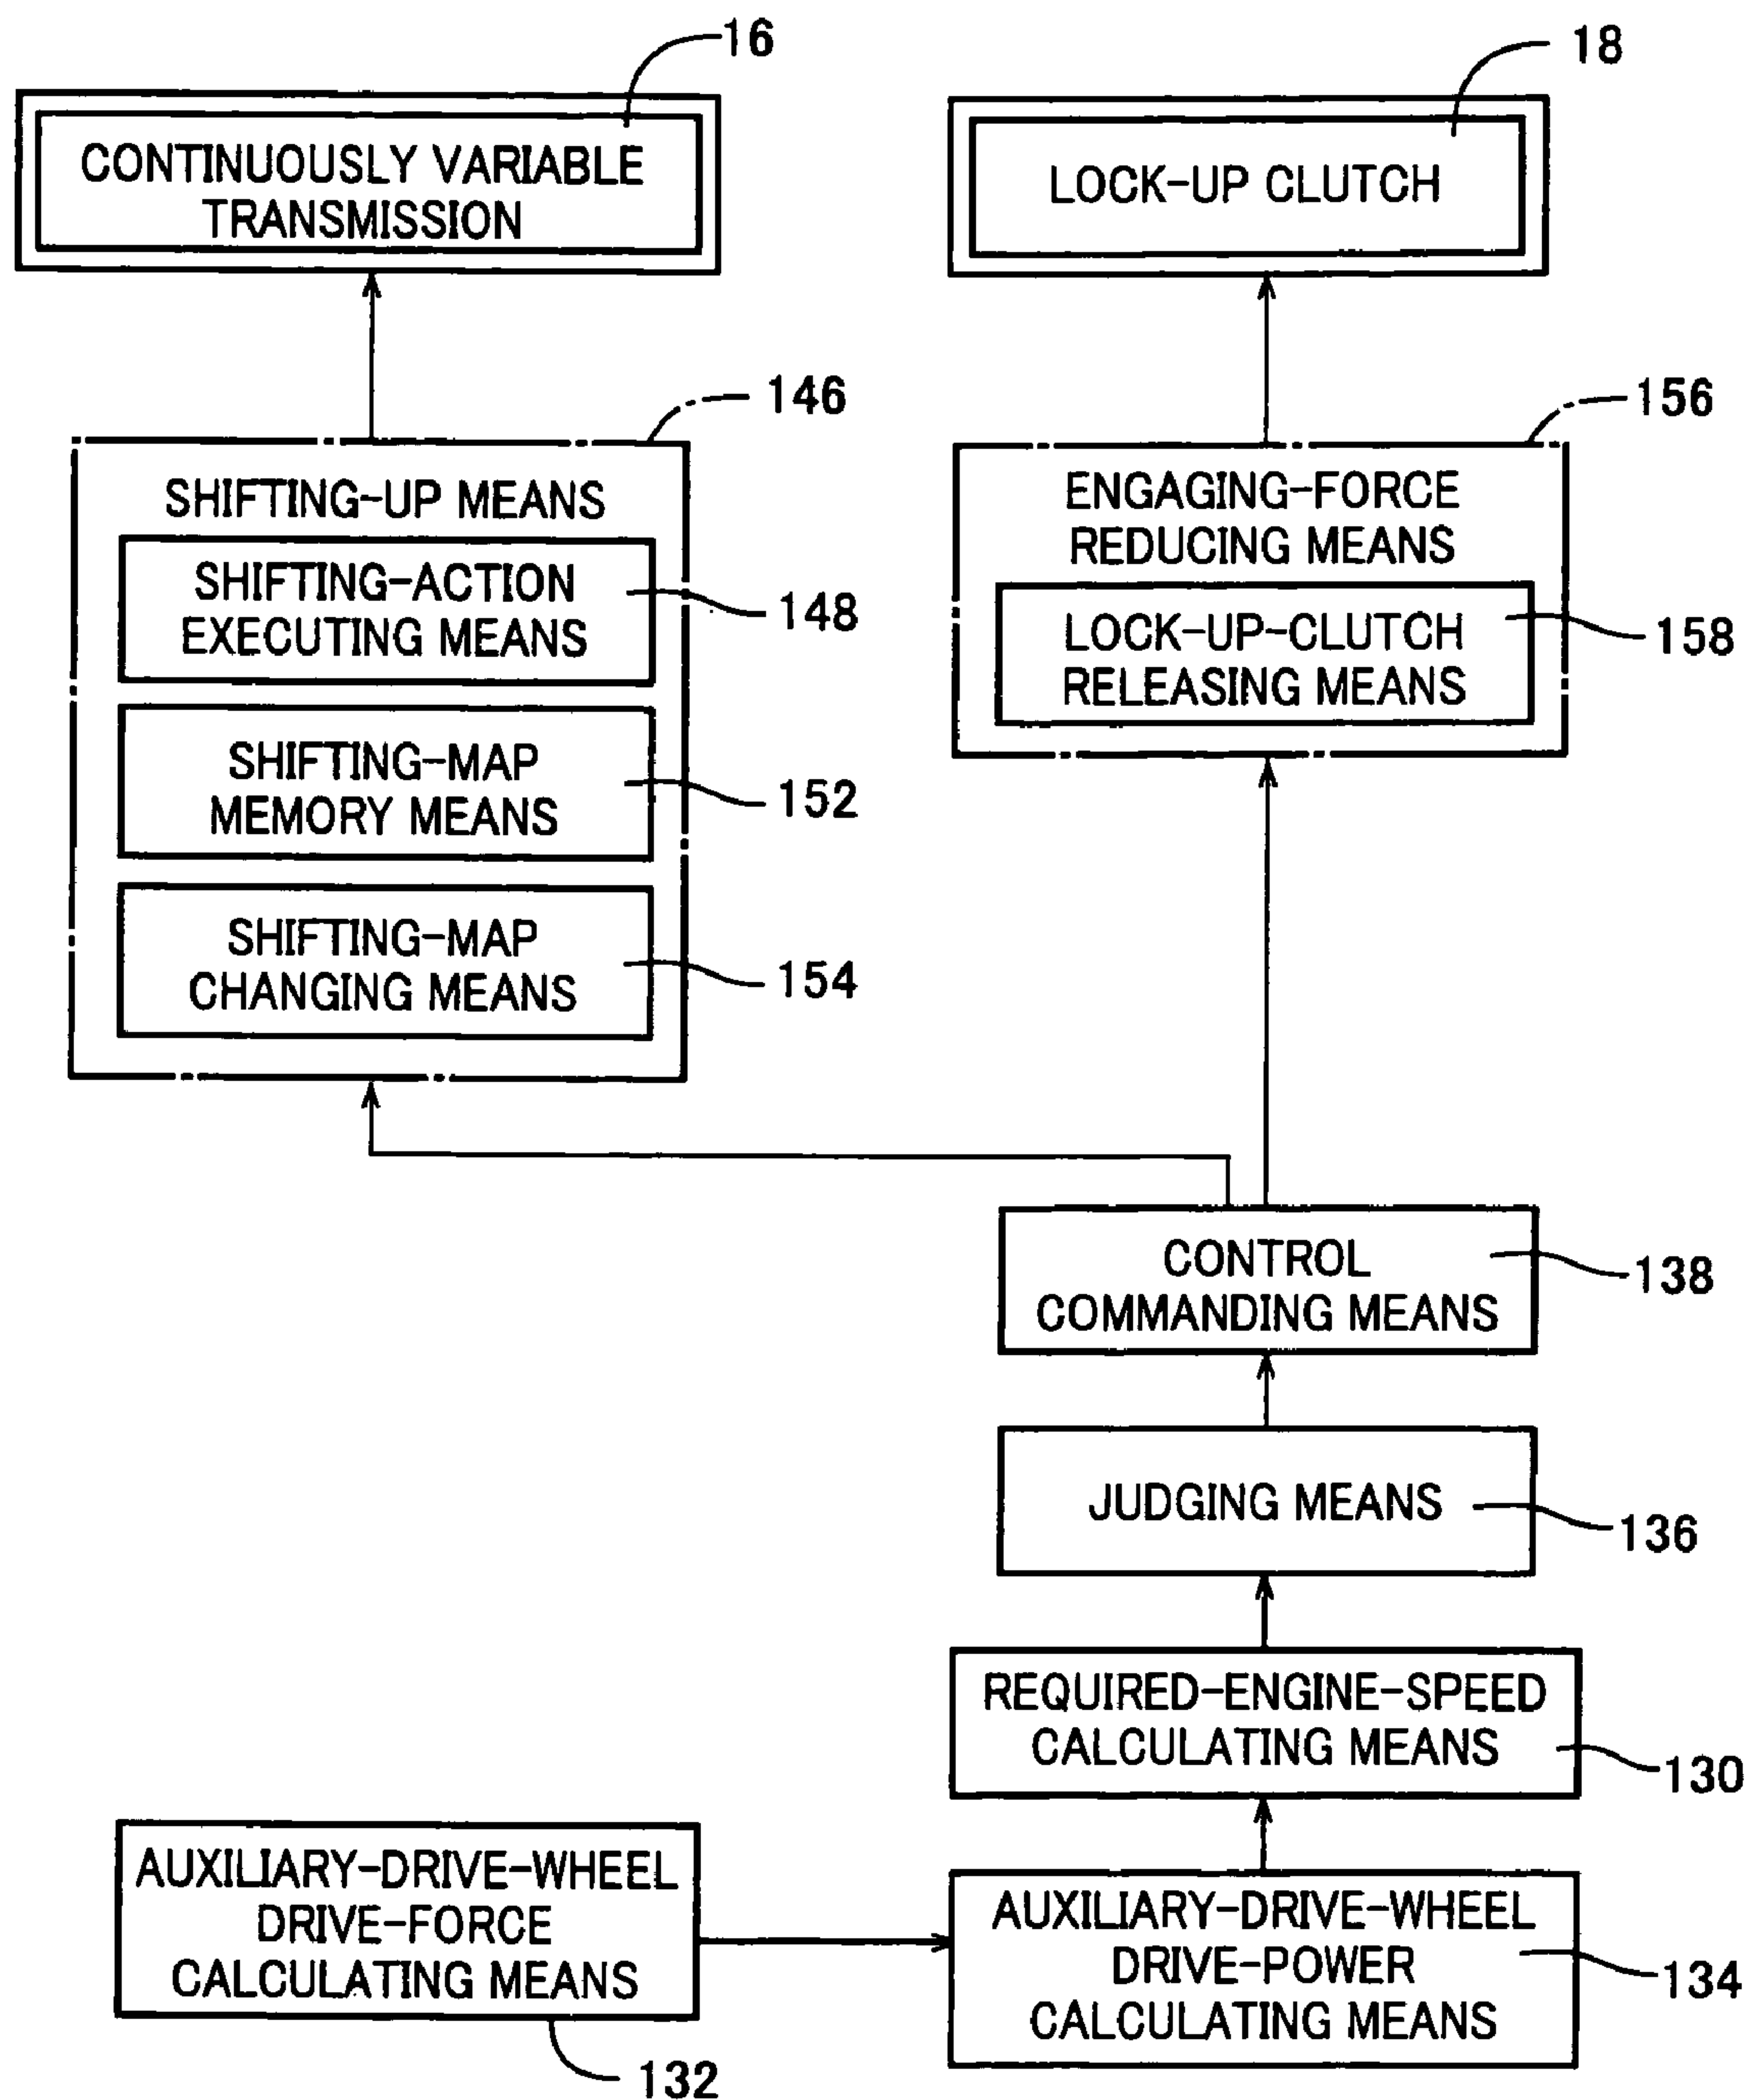 16
CONTINUOUSLY VARIABLE
TRANSMISSION
18
LOCK-UP CLUTCH
146
SHIFTING-UP MEANS
SHIFTING-ACTION
EXECUTING MEANS
148
SHIFTING-MAP
MEMORY MEANS
152
SHIFTING-MAP
CHANGING MEANS
154
156
ENGAGING-FORCE
REDUCING MEANS
LOCK-UP-CLUTCH
RELEASING MEANS
158
CONTROL
COMMANDING MEANS
138
JUDGING MEANS
136
REQUIRED-ENGINE-SPEED
CALCULATING MEANS
130
AUXILIARY-DRIVE-WHEEL
DRIVE-FORCE
CALCULATING MEANS
132
AUXILIARY-DRIVE-WHEEL
DRIVE-POWER
CALCULATING MEANS
134